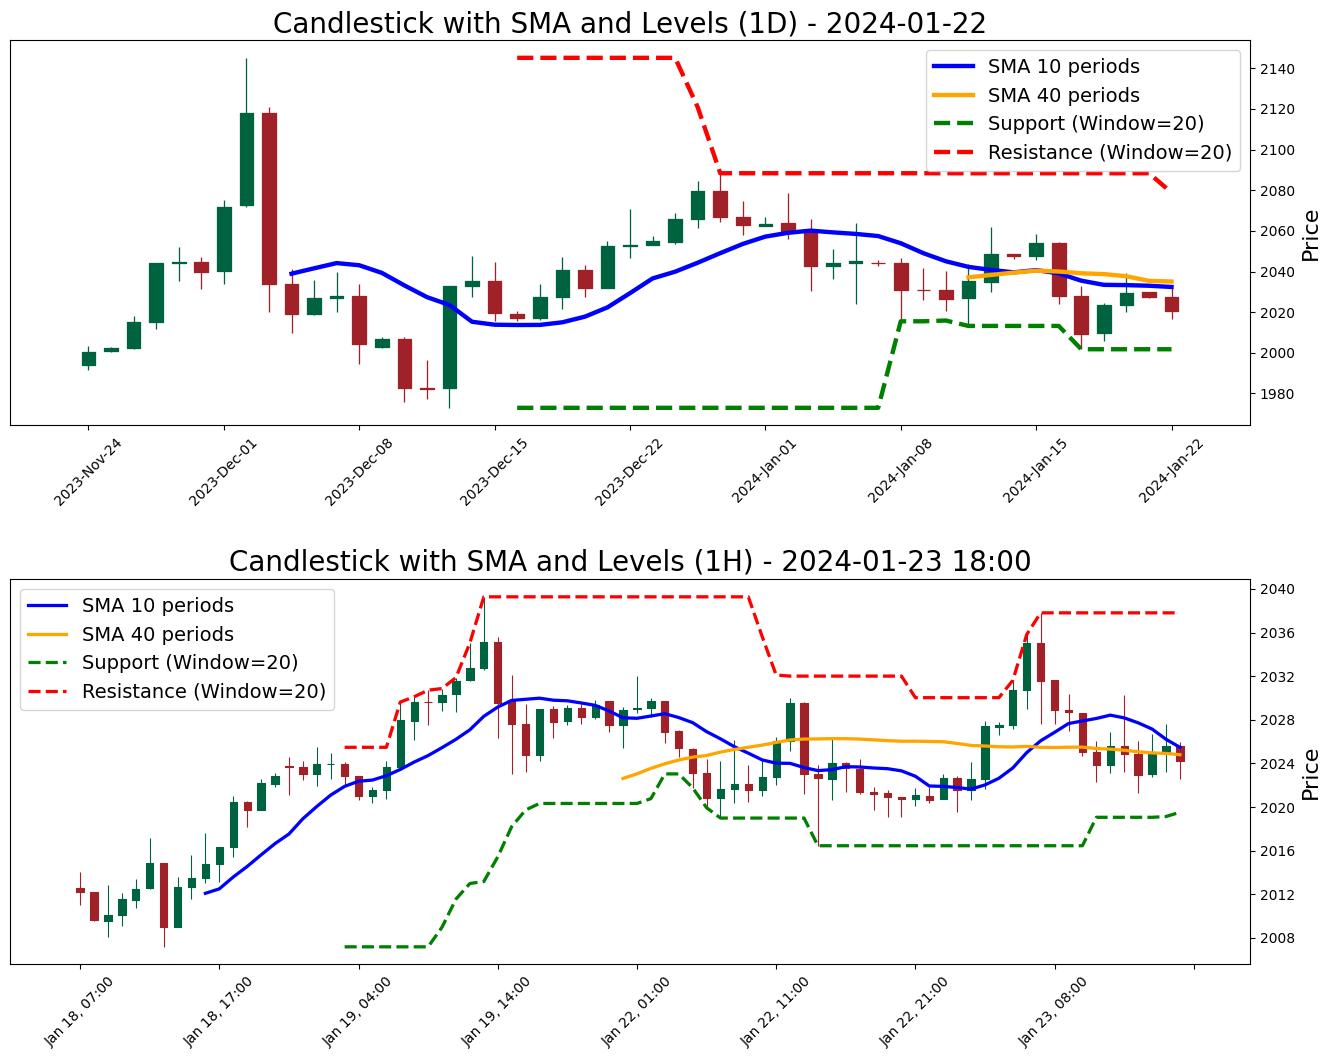 Candlestick with SMA and Levels (1D) - 2024-01-22
SMA 10 periods
SMA 40 periods
Support (Window=20)
Resistance (Window=20)
2140
2120
2100
2080
2060
2040
2020
2000
1980
Price
2023-Nov-24
2023-Dec-01
2023-Dec-08
2023-Dec-15
2023-Dec-22
2024-Jan-01
2024-Jan-08
2024-Jan-15
2024-Jan-22
Candlestick with SMA and Levels (1H) - 2024-01-23 18:00
SMA 10 periods
SMA 40 periods
Support (Window=20)
Resistance (Window=20)
2040
2036
2032
2028
2024
2020
2016
2012
2008
Price
Jan 18, 07:00
Jan 18, 17:00
Jan 19, 04:00
Jan 19, 14:00
Jan 22, 01:00
Jan 22, 11:00
Jan 22, 21:00
Jan 23, 08:00